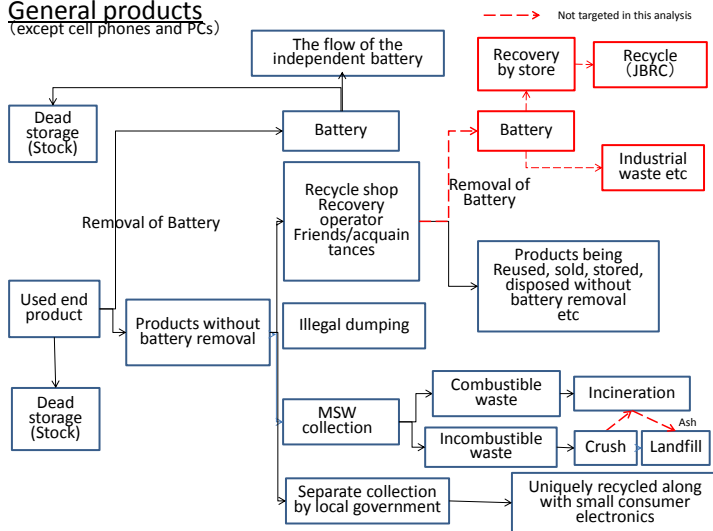 General products
(except cell phones and PCs)
Not targeted in this analysis
The flow of the
independent battery
Recovery
by store
Recycle
(JBRC)
Dead
storage
(Stock)
Battery
Battery
Industrial
waste etc
Recycle shop
Recovery
operator
Friends/acquain
tances
Removal of
Battery
Removal of Battery
Products being
Reused, sold, stored,
disposed without
battery removal
etc
Used end
product
Products without
battery removal
Illegal dumping
Dead
storage
(Stock)
MSW
collection
Combustible
waste
Incineration
Ash
Incombustible
waste
Crush
Landfill
Separate collection
by local government
Uniquely recycled along
with small consumer
electronics